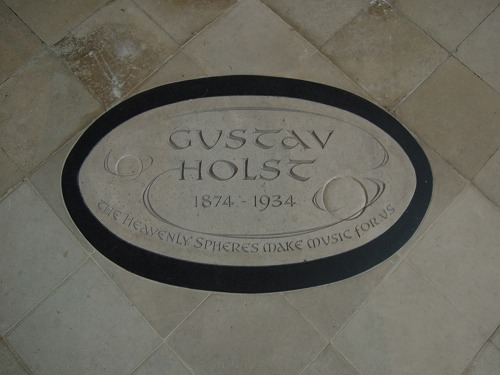 GUSTAV
HOLST
1874 - 1934
THE HEAVENLY SPHERES MAKE MUSIC FOR US